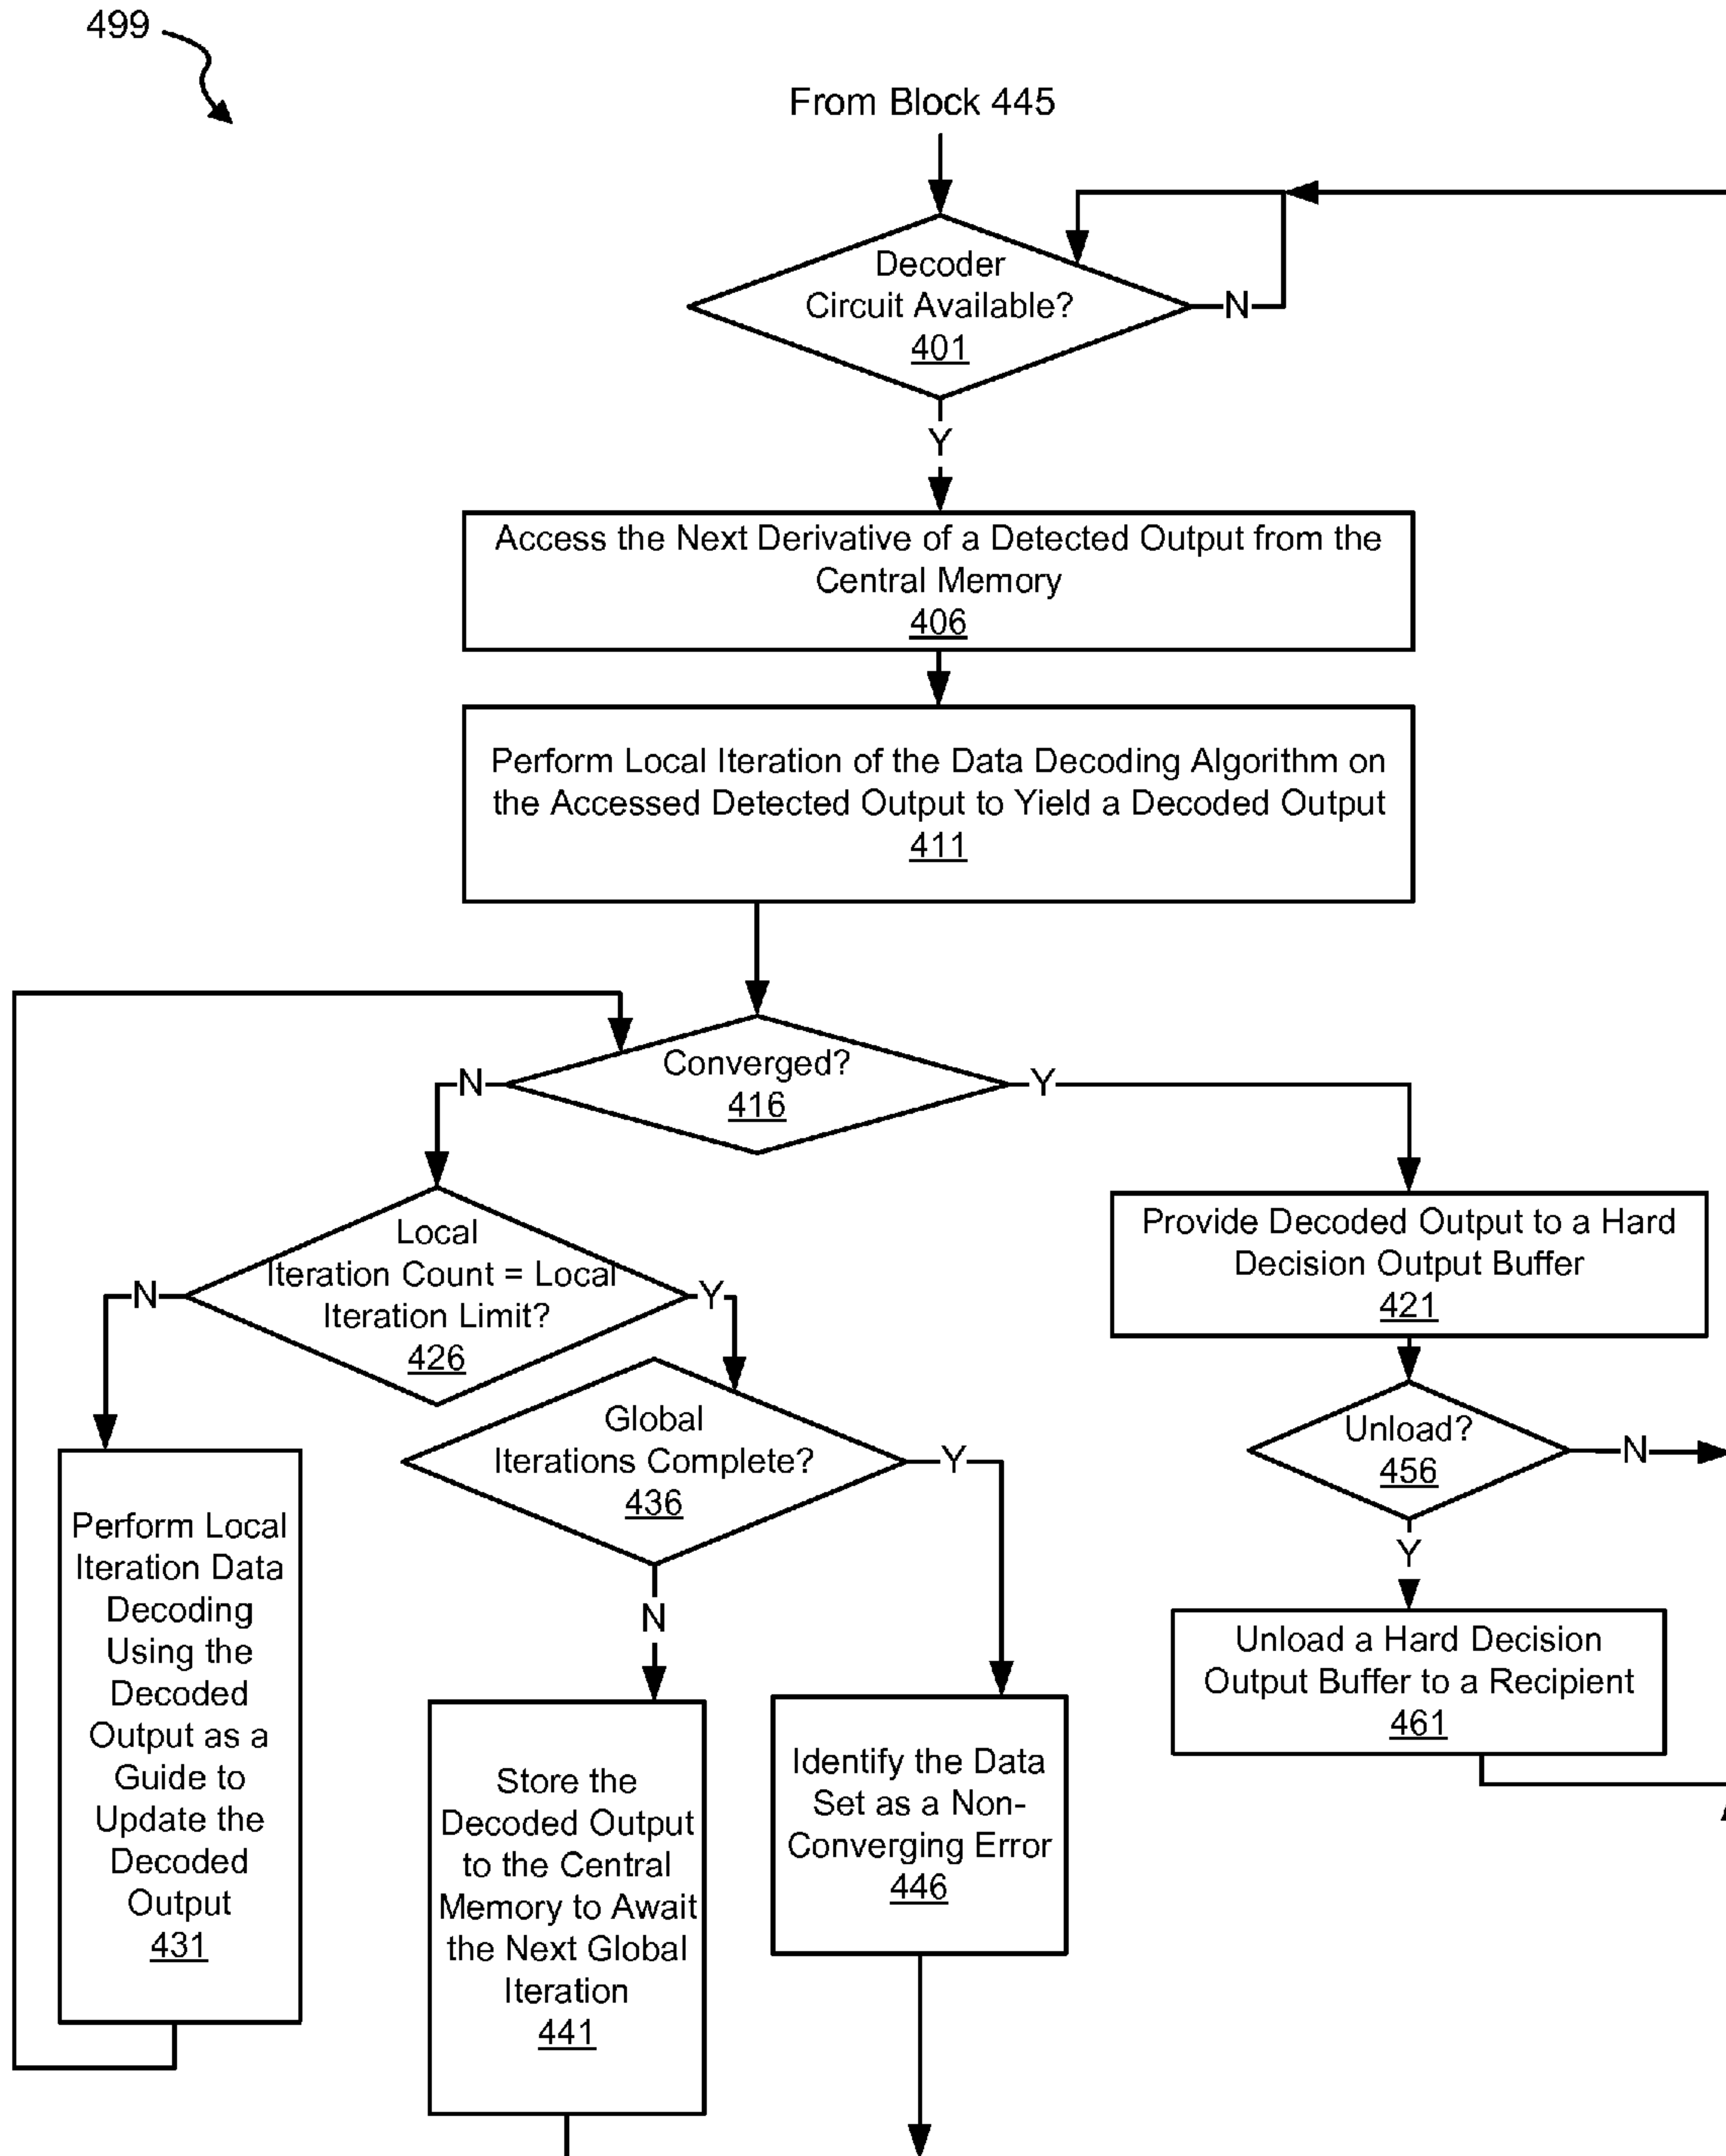 499
From Block 445
Decoder
Circuit Available?
401
N
Y
Access the Next Derivative of a Detected Output from the
Central Memory
406
Perform Local Iteration of the Data Decoding Algorithm on
the Accessed Detected Output to Yield a Decoded Output
411
Converged?
416
N
Y
Local
Iteration Count = Local
Iteration Limit?
426
N
Y
Provide Decoded Output to a Hard
Decision Output Buffer
421
Global
Iterations Complete?
436
Y
N
Unload?
456
N
Y
Perform Local
Iteration Data
Decoding
Using the
Decoded
Output as a
Guide to
Update the
Decoded
Output
431
Store the
Decoded Output
to the Central
Memory to Await
the Next Global
Iteration
441
Identify the Data
Set as a Non-
Converging Error
446
Unload a Hard Decision
Output Buffer to a Recipient
461